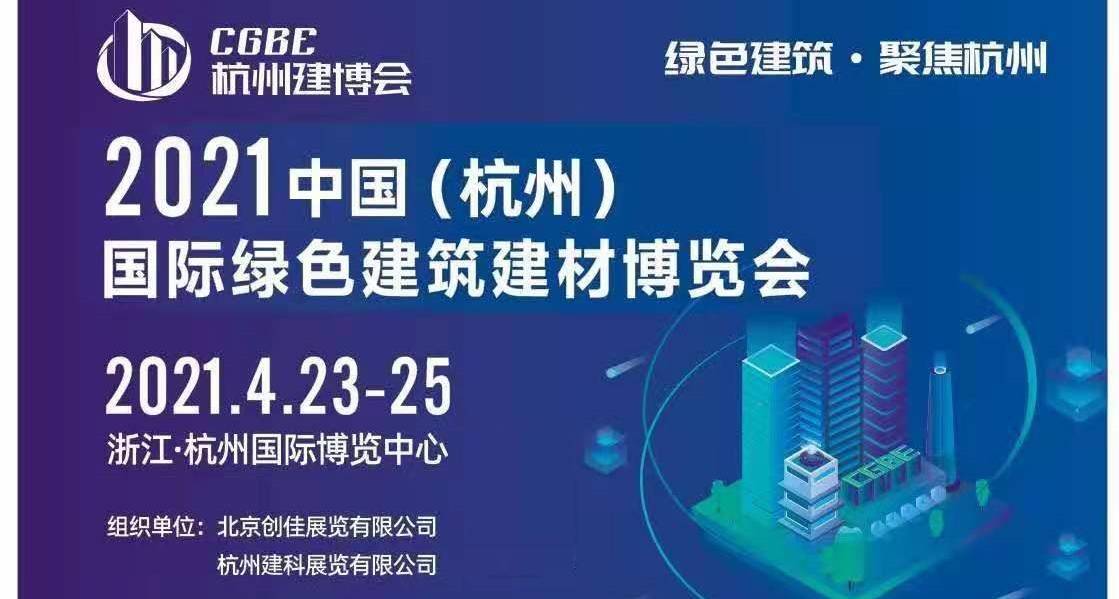 CGBE
杭州建博会
绿色建筑·聚焦杭州
2021中国（杭州）
国际绿色建筑建材博览会
2021.4.23-25
浙江·杭州国际博览中心
组织单位：北京创佳展览有限公司
杭州建科展览有限公司
CGBE